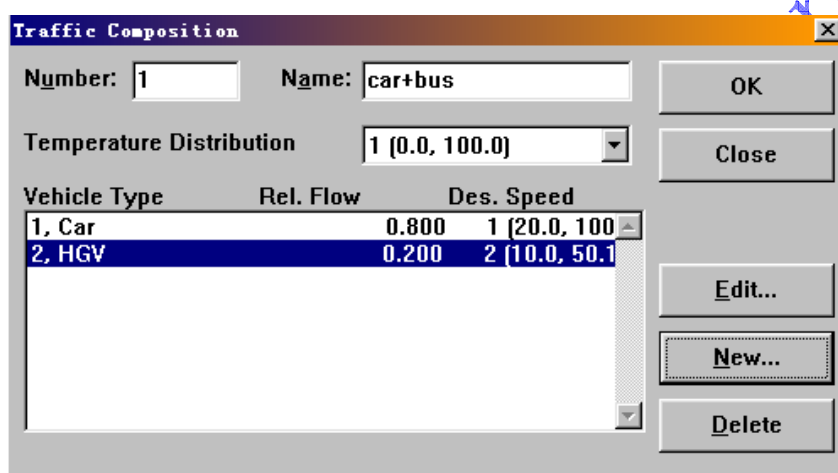 Traffic Composition
Number: 1 Name: car+bus
OK
Temperature Distribution 1 (0.0, 100.0)
Close
Vehicle Type Rel. Flow Des. Speed
1, Car 0.800 1 (20.0, 100
2, HGV 0.200 2 (10.0, 50.1
Edit...
New...
Delete